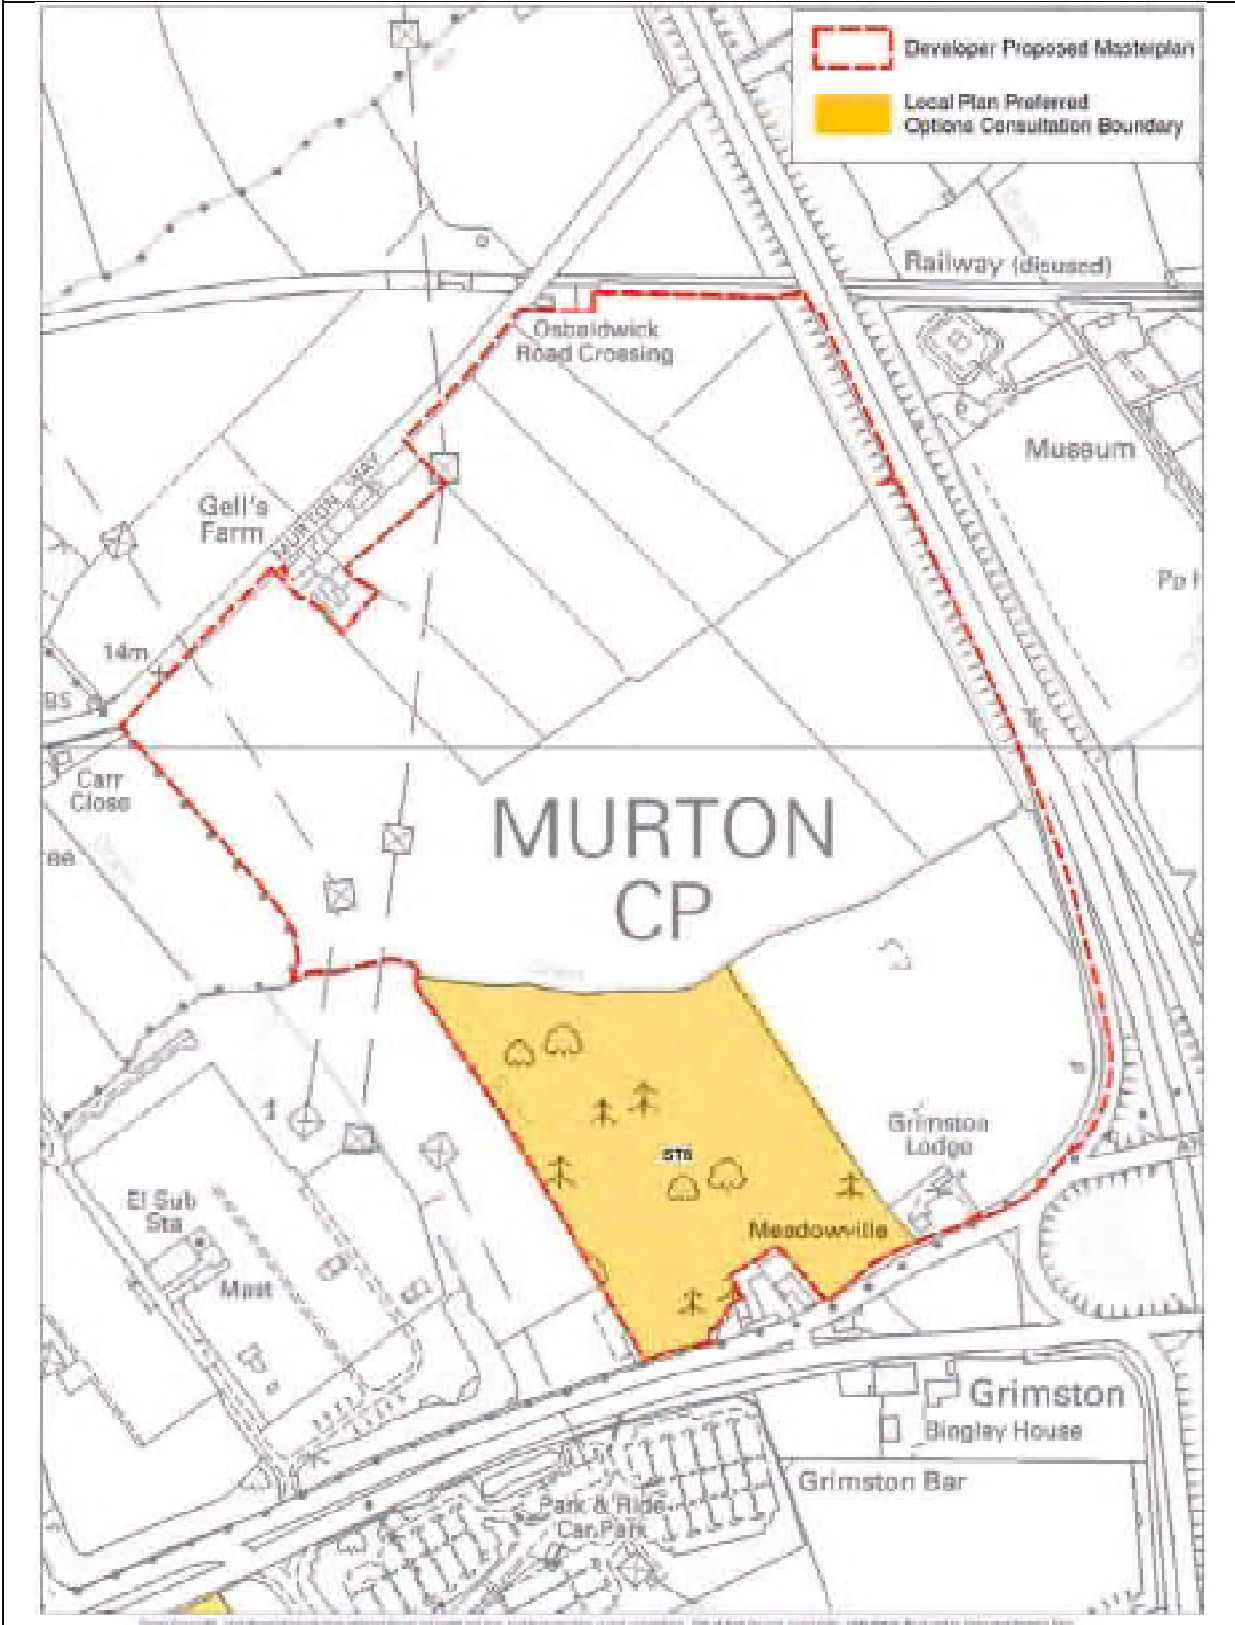 Developer Proposed Masterplan
Local Plan Preferred
Options Consultation Boundary
Railway (disused)
Osbaldwick
Road Crossing
Museum
MURTON WAY
Gell's
Farm
14m
Carr
Close
MURTON
CP
Grimston
Lodge
ST6
El Sub
Sta
Meadowville
Mast
Grimston
Bingley House
Grimston Bar
Park & Ride
Car Park